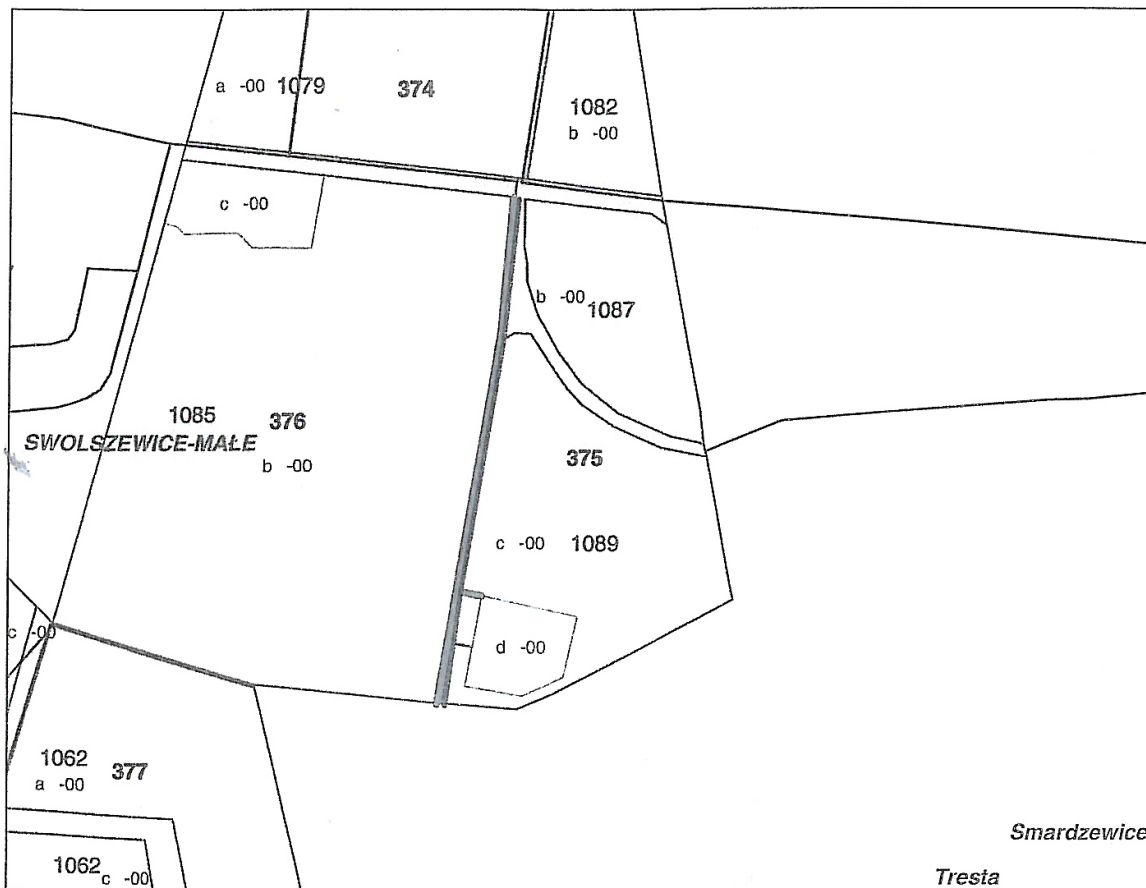 a -00 1079 374
1082
b -00
c -00
b -00 1087
1085 376
SWOLSZEWICE-MAŁE
b -00
375
c -00 1089
c -00
d -00
1062 377
a -00
Smardzewice
1062 c -00
Tresta